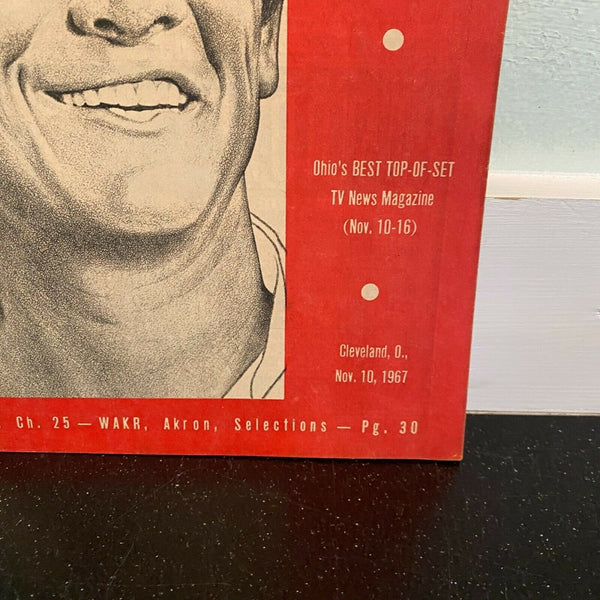 Ohio's BEST TOP-OF-SET
TV News Magazine
(Nov. 10-16)
Cleveland, O.,
Nov. 10, 1967
Ch. 25 — WAKR, Akron, Selections — Pg. 30